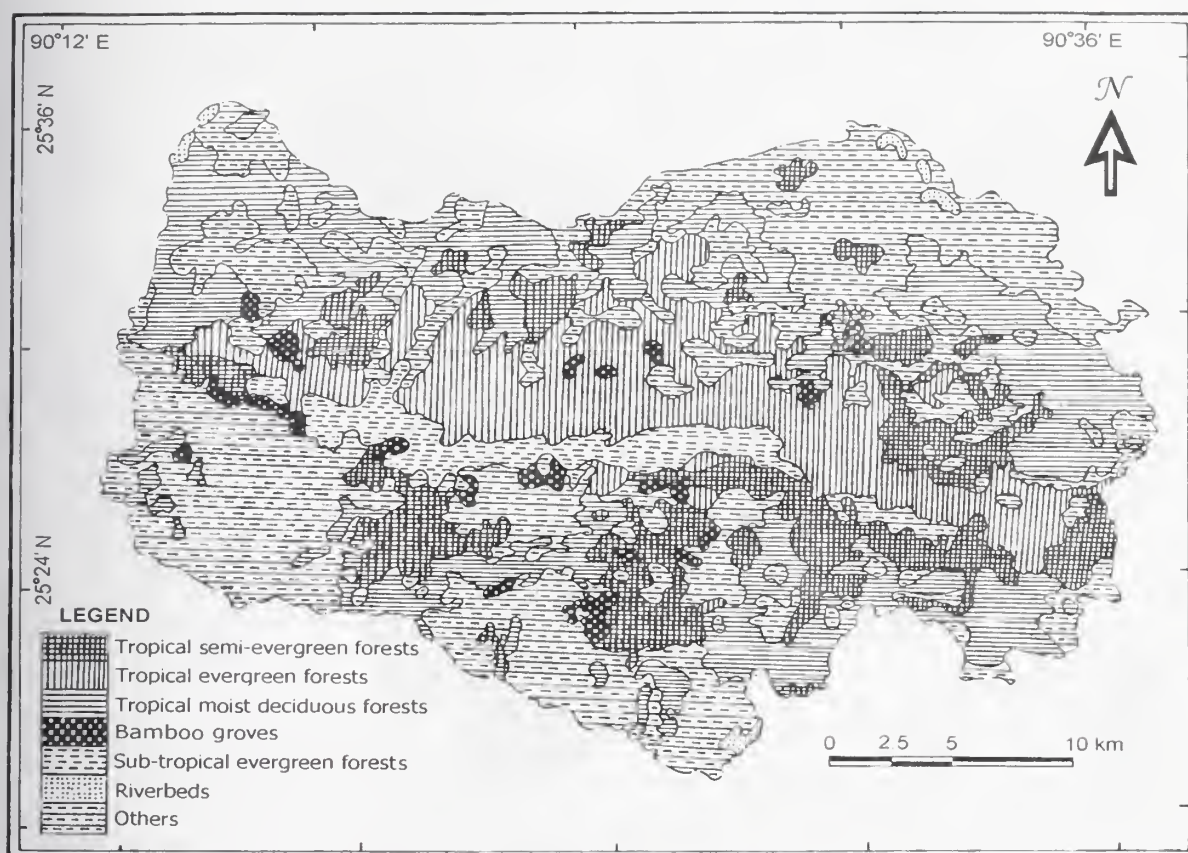 90°12' E
90°36' E
25°36' N
N
25°24' N
LEGEND
Tropical semi-evergreen forests
Tropical evergreen forests
Tropical moist deciduous forests
Bamboo groves
Sub-tropical evergreen forests
Riverbeds
Others
0 2.5 5 10 km